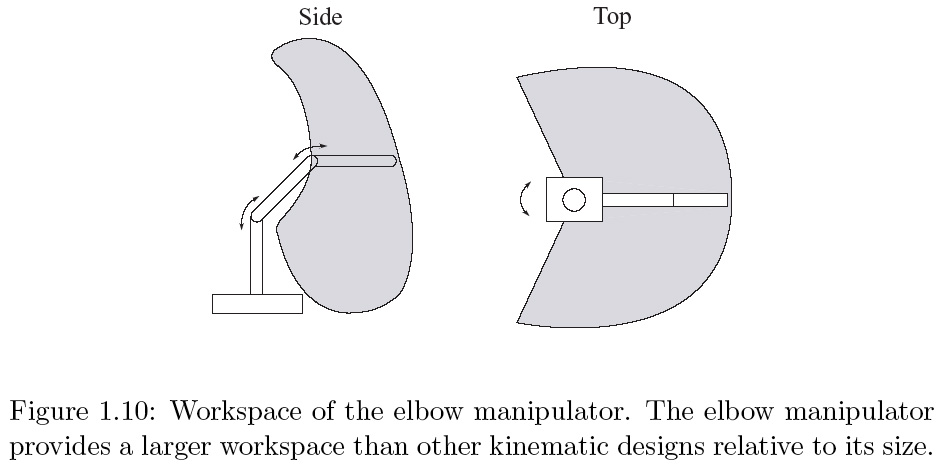 Side
Top
Figure 1.10: Workspace of the elbow manipulator. The elbow manipulator
provides a larger workspace than other kinematic designs relative to its size.